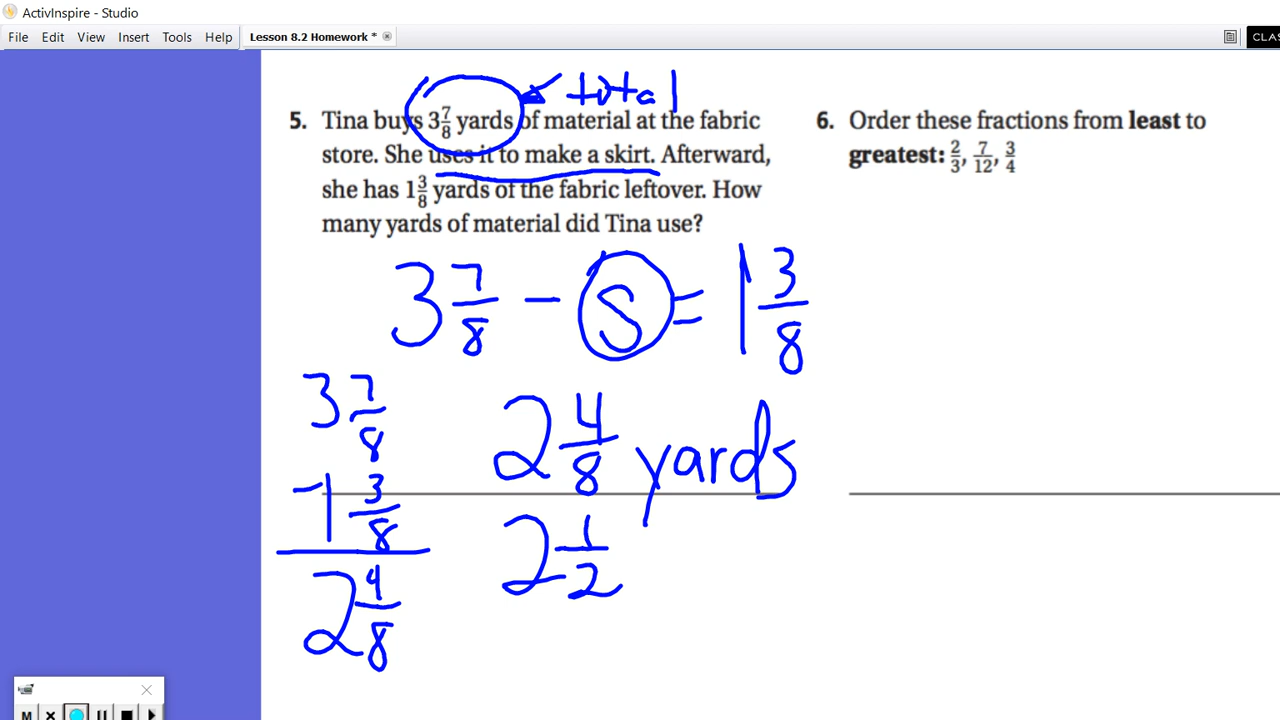 ActivInspire - Studio
File Edit View Insert Tools Help
Lesson 8.2 Homework *
CLAS
total
5. Tina buys 3 7/8 yards of material at the fabric
store. She uses it to make a skirt. Afterward,
she has 1 3/8 yards of the fabric leftover. How
many yards of material did Tina use?
3 7/8 - S = 1 3/8
3 7/8
- 1 3/8
2 4/8
2 4/8 yards
2 1/2
6. Order these fractions from least to
greatest: 2/3, 7/12, 3/4
M